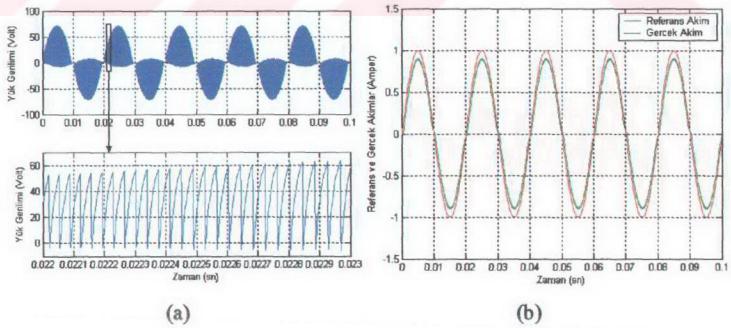 100
50
0
-50
-100
Yük Gerilimi (Volt)
0 0.01 0.02 0.03 0.04 0.05 0.06 0.07 0.08 0.09 0.1
60
40
20
0
Yük Gerilimi (Volt)
0.022 0.0221 0.0222 0.0223 0.0224 0.0225 0.0226 0.0227 0.0228 0.0229 0.023
Zaman (sn)
(a)
Referans Akim
Gercek Akim
1.5
1
0.5
0
-0.5
-1
-1.5
Referans ve Gercek Akimlar (Amper)
0 0.01 0.02 0.03 0.04 0.05 0.06 0.07 0.08 0.09 0.1
Zaman (sn)
(b)